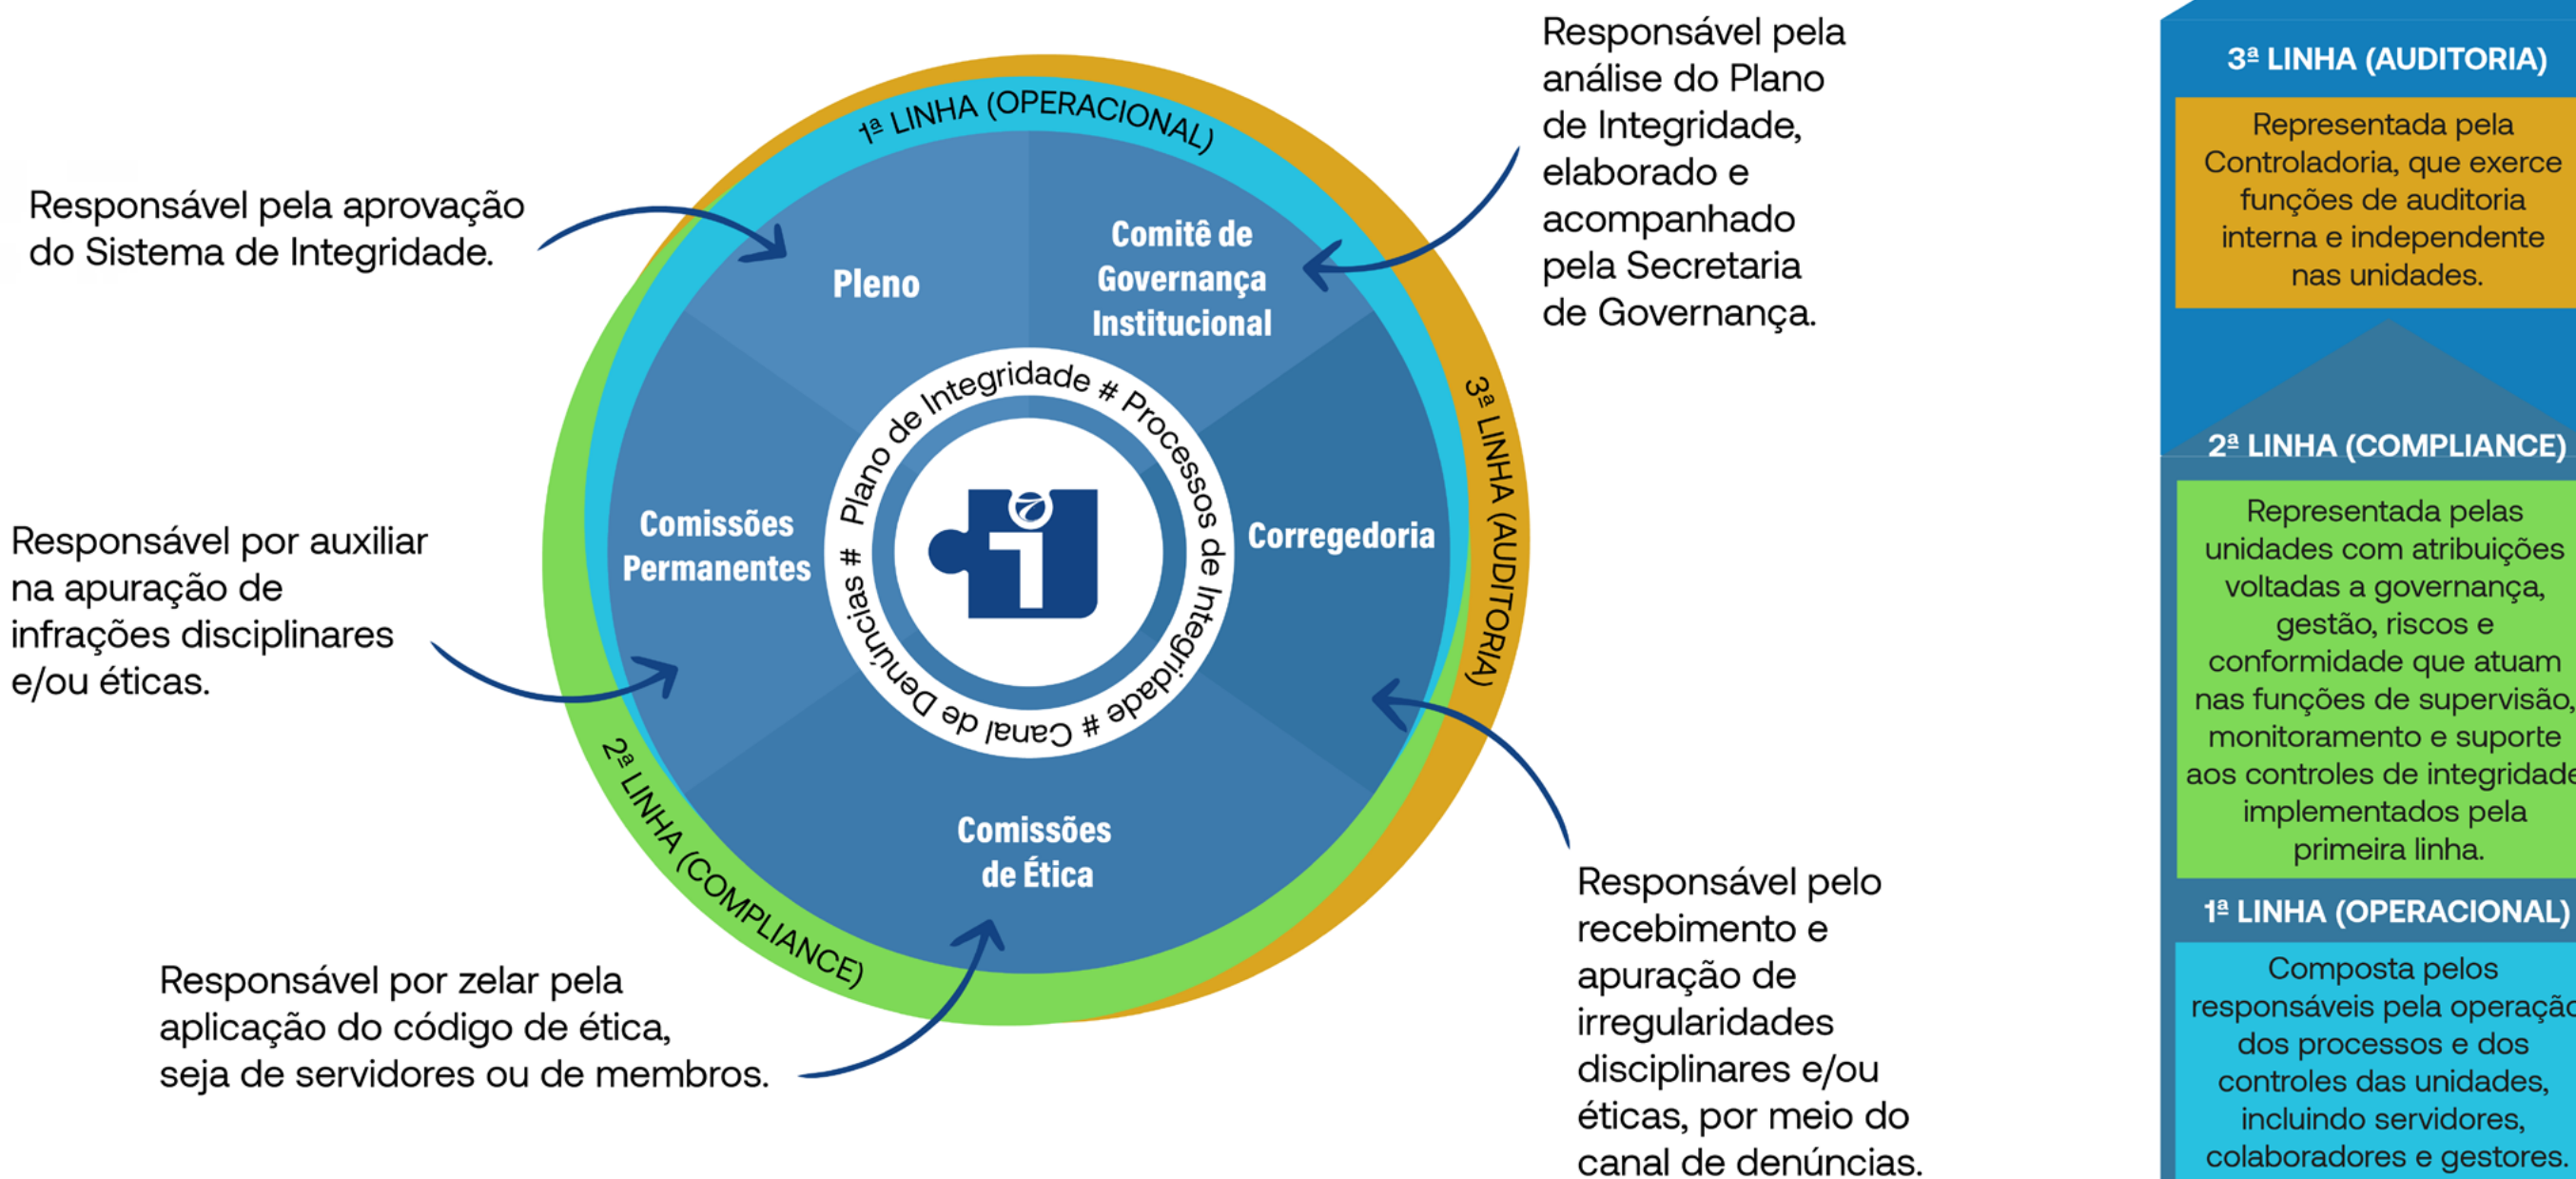 Responsável pela aprovação
do Sistema de Integridade.
Responsável por auxiliar
na apuração de
infrações disciplinares
e/ou éticas.
Responsável por zelar pela
aplicação do código de ética,
seja de servidores ou de membros.
1ª LINHA (OPERACIONAL)
2ª LINHA (COMPLIANCE)
3ª LINHA (AUDITORIA)
Pleno
Comitê de
Governança
Institucional
Comissões
Permanentes
Corregedoria
Comissões
de Ética
Plano de Integridade # Processos de Integridade # Canal de Denúncias #
i
Responsável pela
análise do Plano
de Integridade,
elaborado e
acompanhado
pela Secretaria
de Governança.
Responsável pelo
recebimento e
apuração de
irregularidades
disciplinares e/ou
éticas, por meio do
canal de denúncias.
3ª LINHA (AUDITORIA)
Representada pela
Controladoria, que exerce
funções de auditoria
interna e independente
nas unidades.
2ª LINHA (COMPLIANCE)
Representada pelas
unidades com atribuições
voltadas a governança,
gestão, riscos e
conformidade que atuam
nas funções de supervisão,
monitoramento e suporte
aos controles de integridade
implementados pela
primeira linha.
1ª LINHA (OPERACIONAL)
Composta pelos
responsáveis pela operação
dos processos e dos
controles das unidades,
incluindo servidores,
colaboradores e gestores.